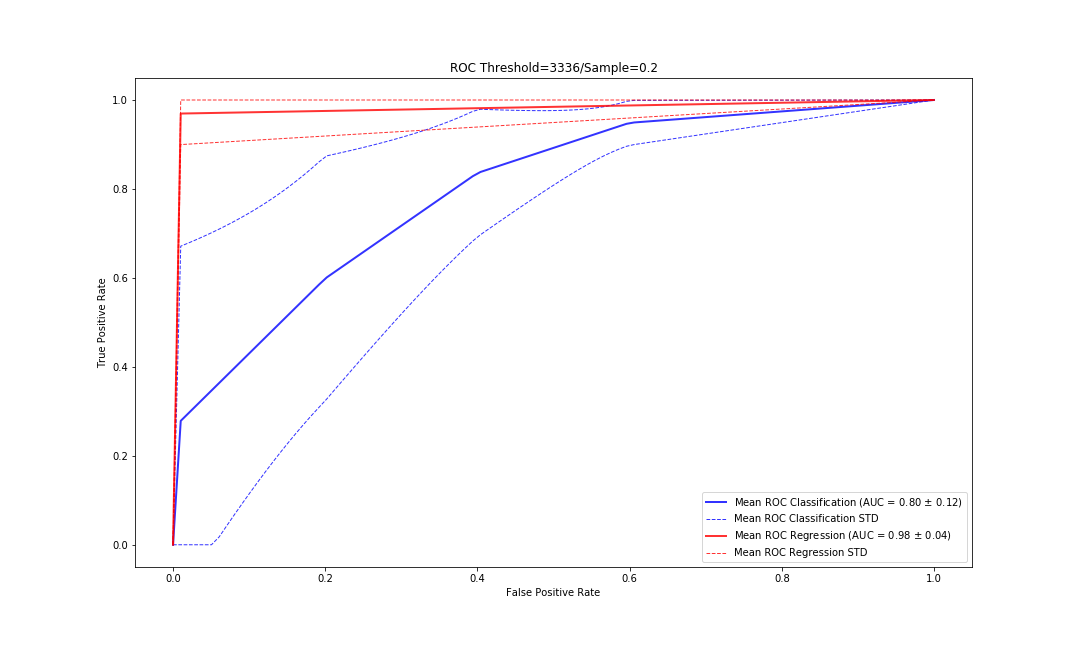 ROC Threshold=3336/Sample=0.2
True Positive Rate
1.0
0.8
0.6
0.4
0.2
0.0
Mean ROC Classification (AUC = 0.80 ± 0.12)
Mean ROC Classification STD
Mean ROC Regression (AUC = 0.98 ± 0.04)
Mean ROC Regression STD
0.0 0.2 0.4 0.6 0.8 1.0
False Positive Rate